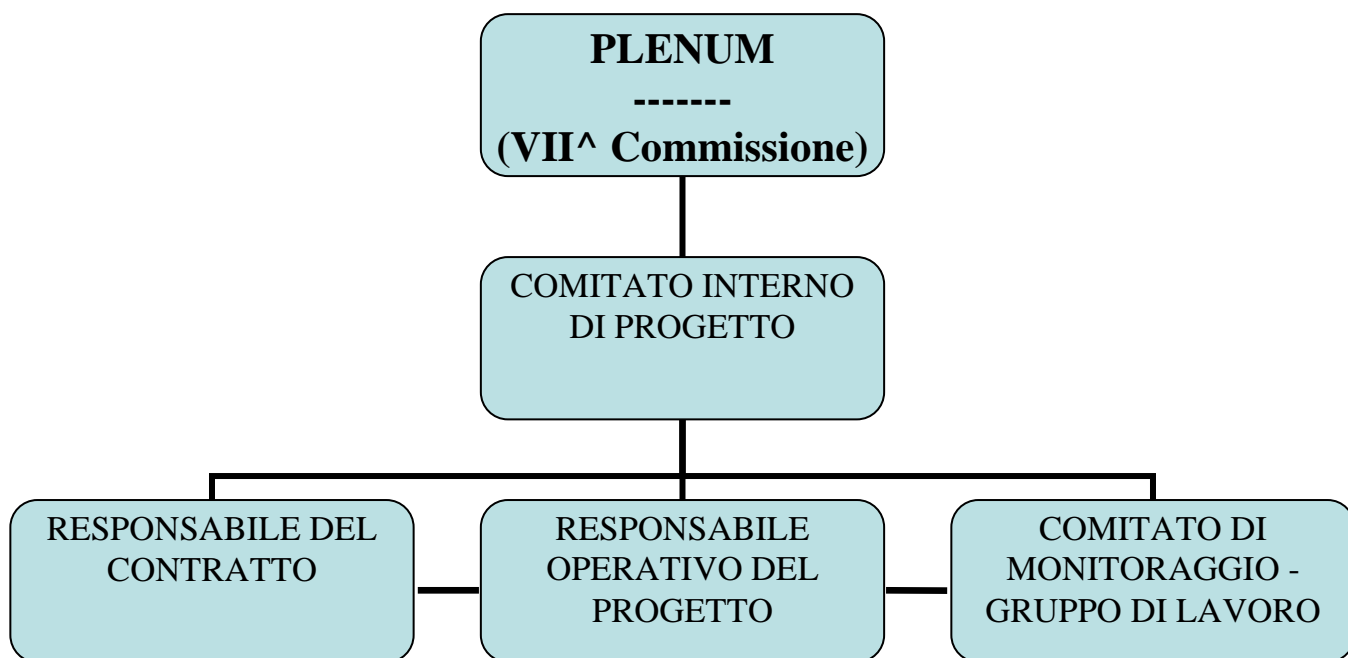 PLENUM
-------
(VII^ Commissione)
COMITATO INTERNO
DI PROGETTO
RESPONSABILE DEL
CONTRATTO
RESPONSABILE
OPERATIVO DEL
PROGETTO
COMITATO DI
MONITORAGGIO -
GRUPPO DI LAVORO